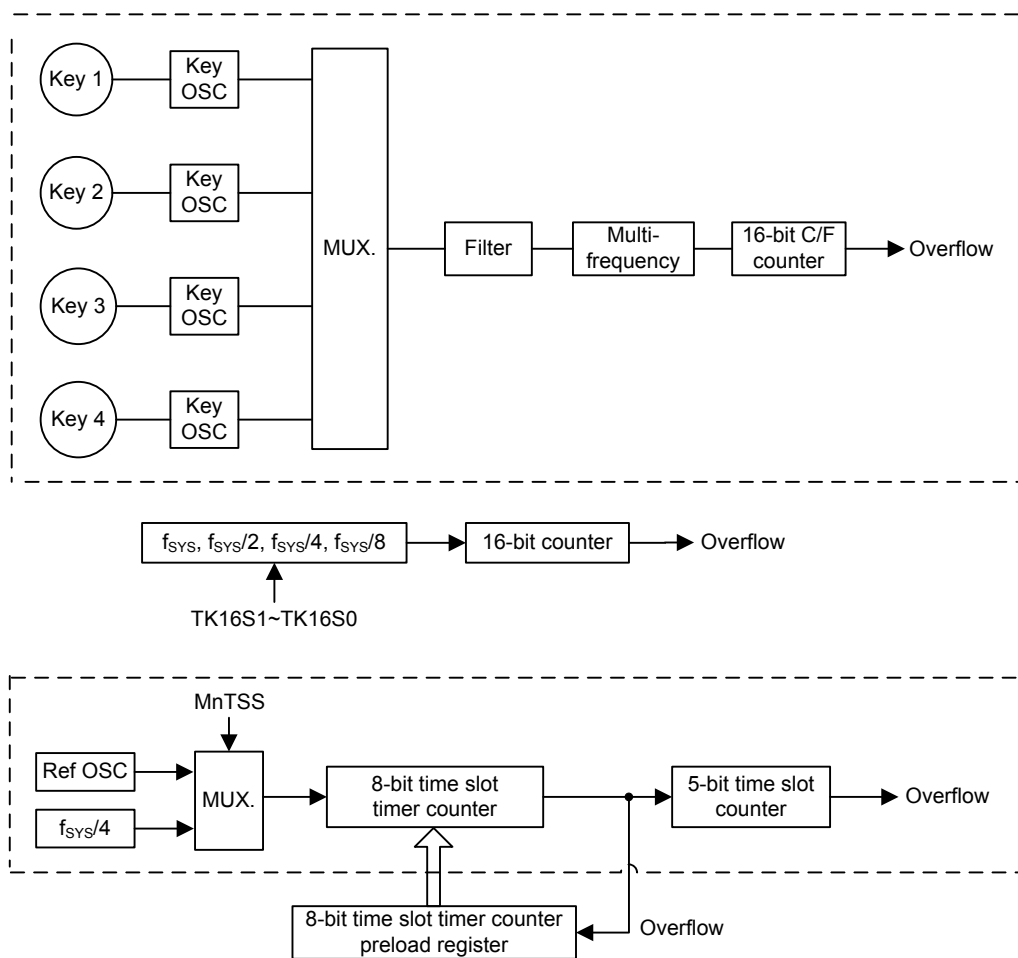 Key 1
Key
OSC
Key 2
Key
OSC
Key 3
Key
OSC
Key 4
Key
OSC
MUX.
Filter
Multi-
frequency
16-bit C/F
counter
Overflow
fSYS, fSYS/2, fSYS/4, fSYS/8
16-bit counter
Overflow
TK16S1~TK16S0
MnTSS
Ref OSC
fSYS/4
MUX.
8-bit time slot
timer counter
5-bit time slot
counter
Overflow
8-bit time slot timer counter
preload register
Overflow